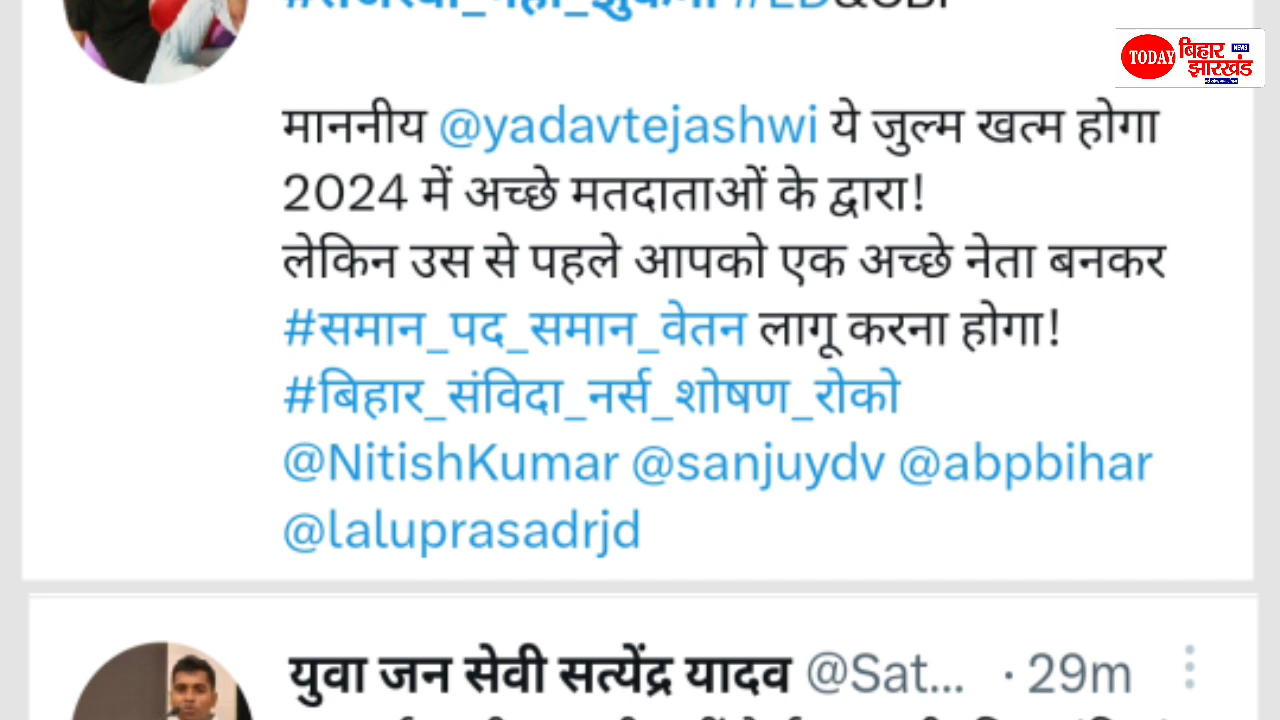 माननीय @yadavtejashwi ये जुल्म खत्म होगा
2024 में अच्छे मतदाताओं के द्वारा!
लेकिन उस से पहले आपको एक अच्छे नेता बनकर
#समान_पद_समान_वेतन लागू करना होगा!
#बिहार_संविदा_नर्स_शोषण_रोको
@NitishKumar @sanjuydv @abpbihar
@laluprasadrjd
युवा जन सेवी सत्येंद्र यादव @Sat... · 29m
TODAY बिहार NEWS
झारखंड